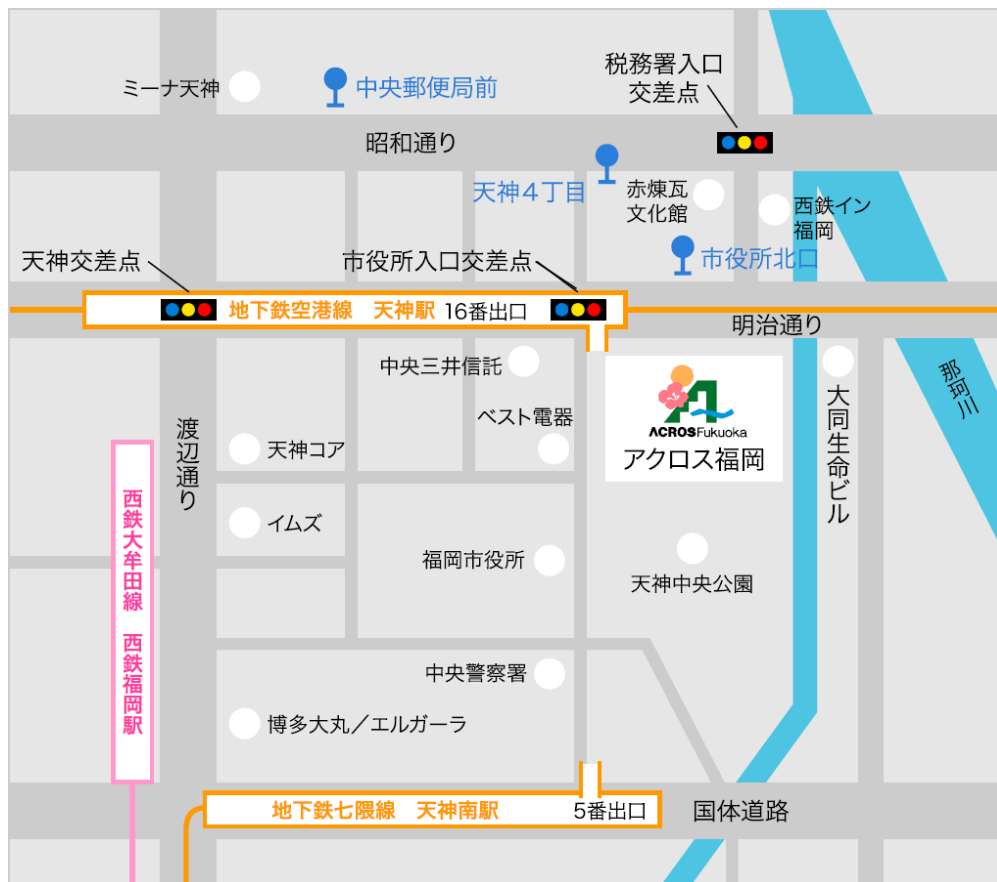 税務署入口
交差点
ミーナ天神
中央郵便局前
昭和通り
天神4丁目
赤煉瓦
文化館
西鉄イン
福岡
天神交差点
市役所入口交差点
市役所北口
地下鉄空港線 天神駅 16番出口
明治通り
那珂川
中央三井信託
ACROS Fukuoka
アクロス福岡
大同生命ビル
ベスト電器
渡辺通り
天神コア
西鉄大牟田線 西鉄福岡駅
イムズ
福岡市役所
天神中央公園
中央警察署
博多大丸／エルガーラ
地下鉄七隈線 天神南駅 5番出口
国体道路